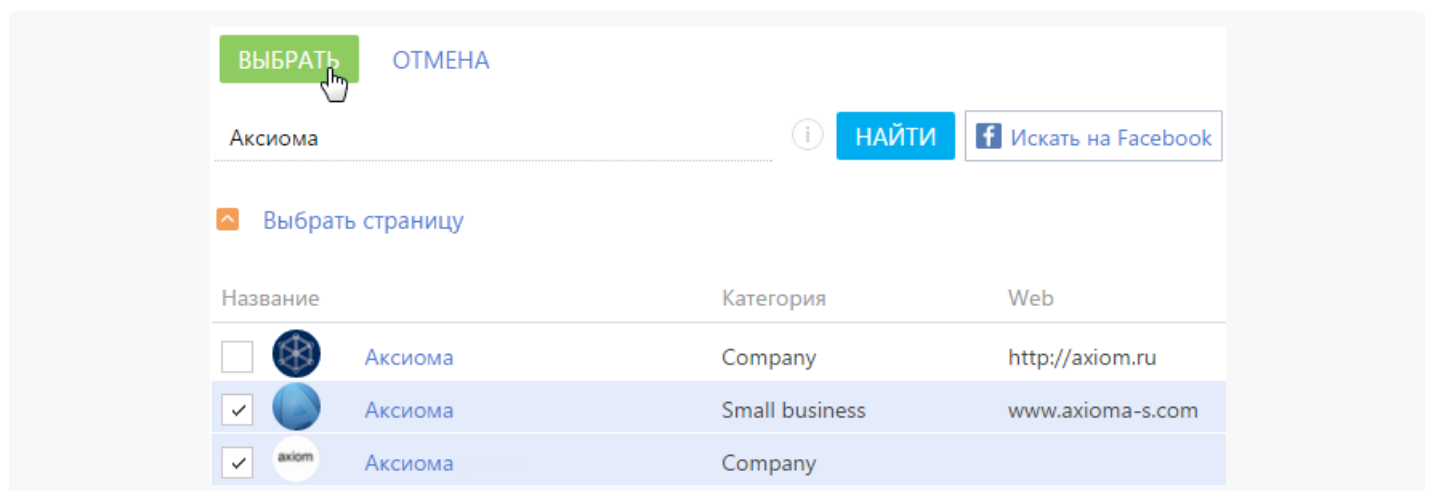 ВЫБРАТЬ ОТМЕНА
Аксиома i НАЙТИ f Искать на Facebook
Выбрать страницу
Название Категория Web
Аксиома Company http://axiom.ru
Аксиома Small business www.axioma-s.com
axiom Аксиома Company